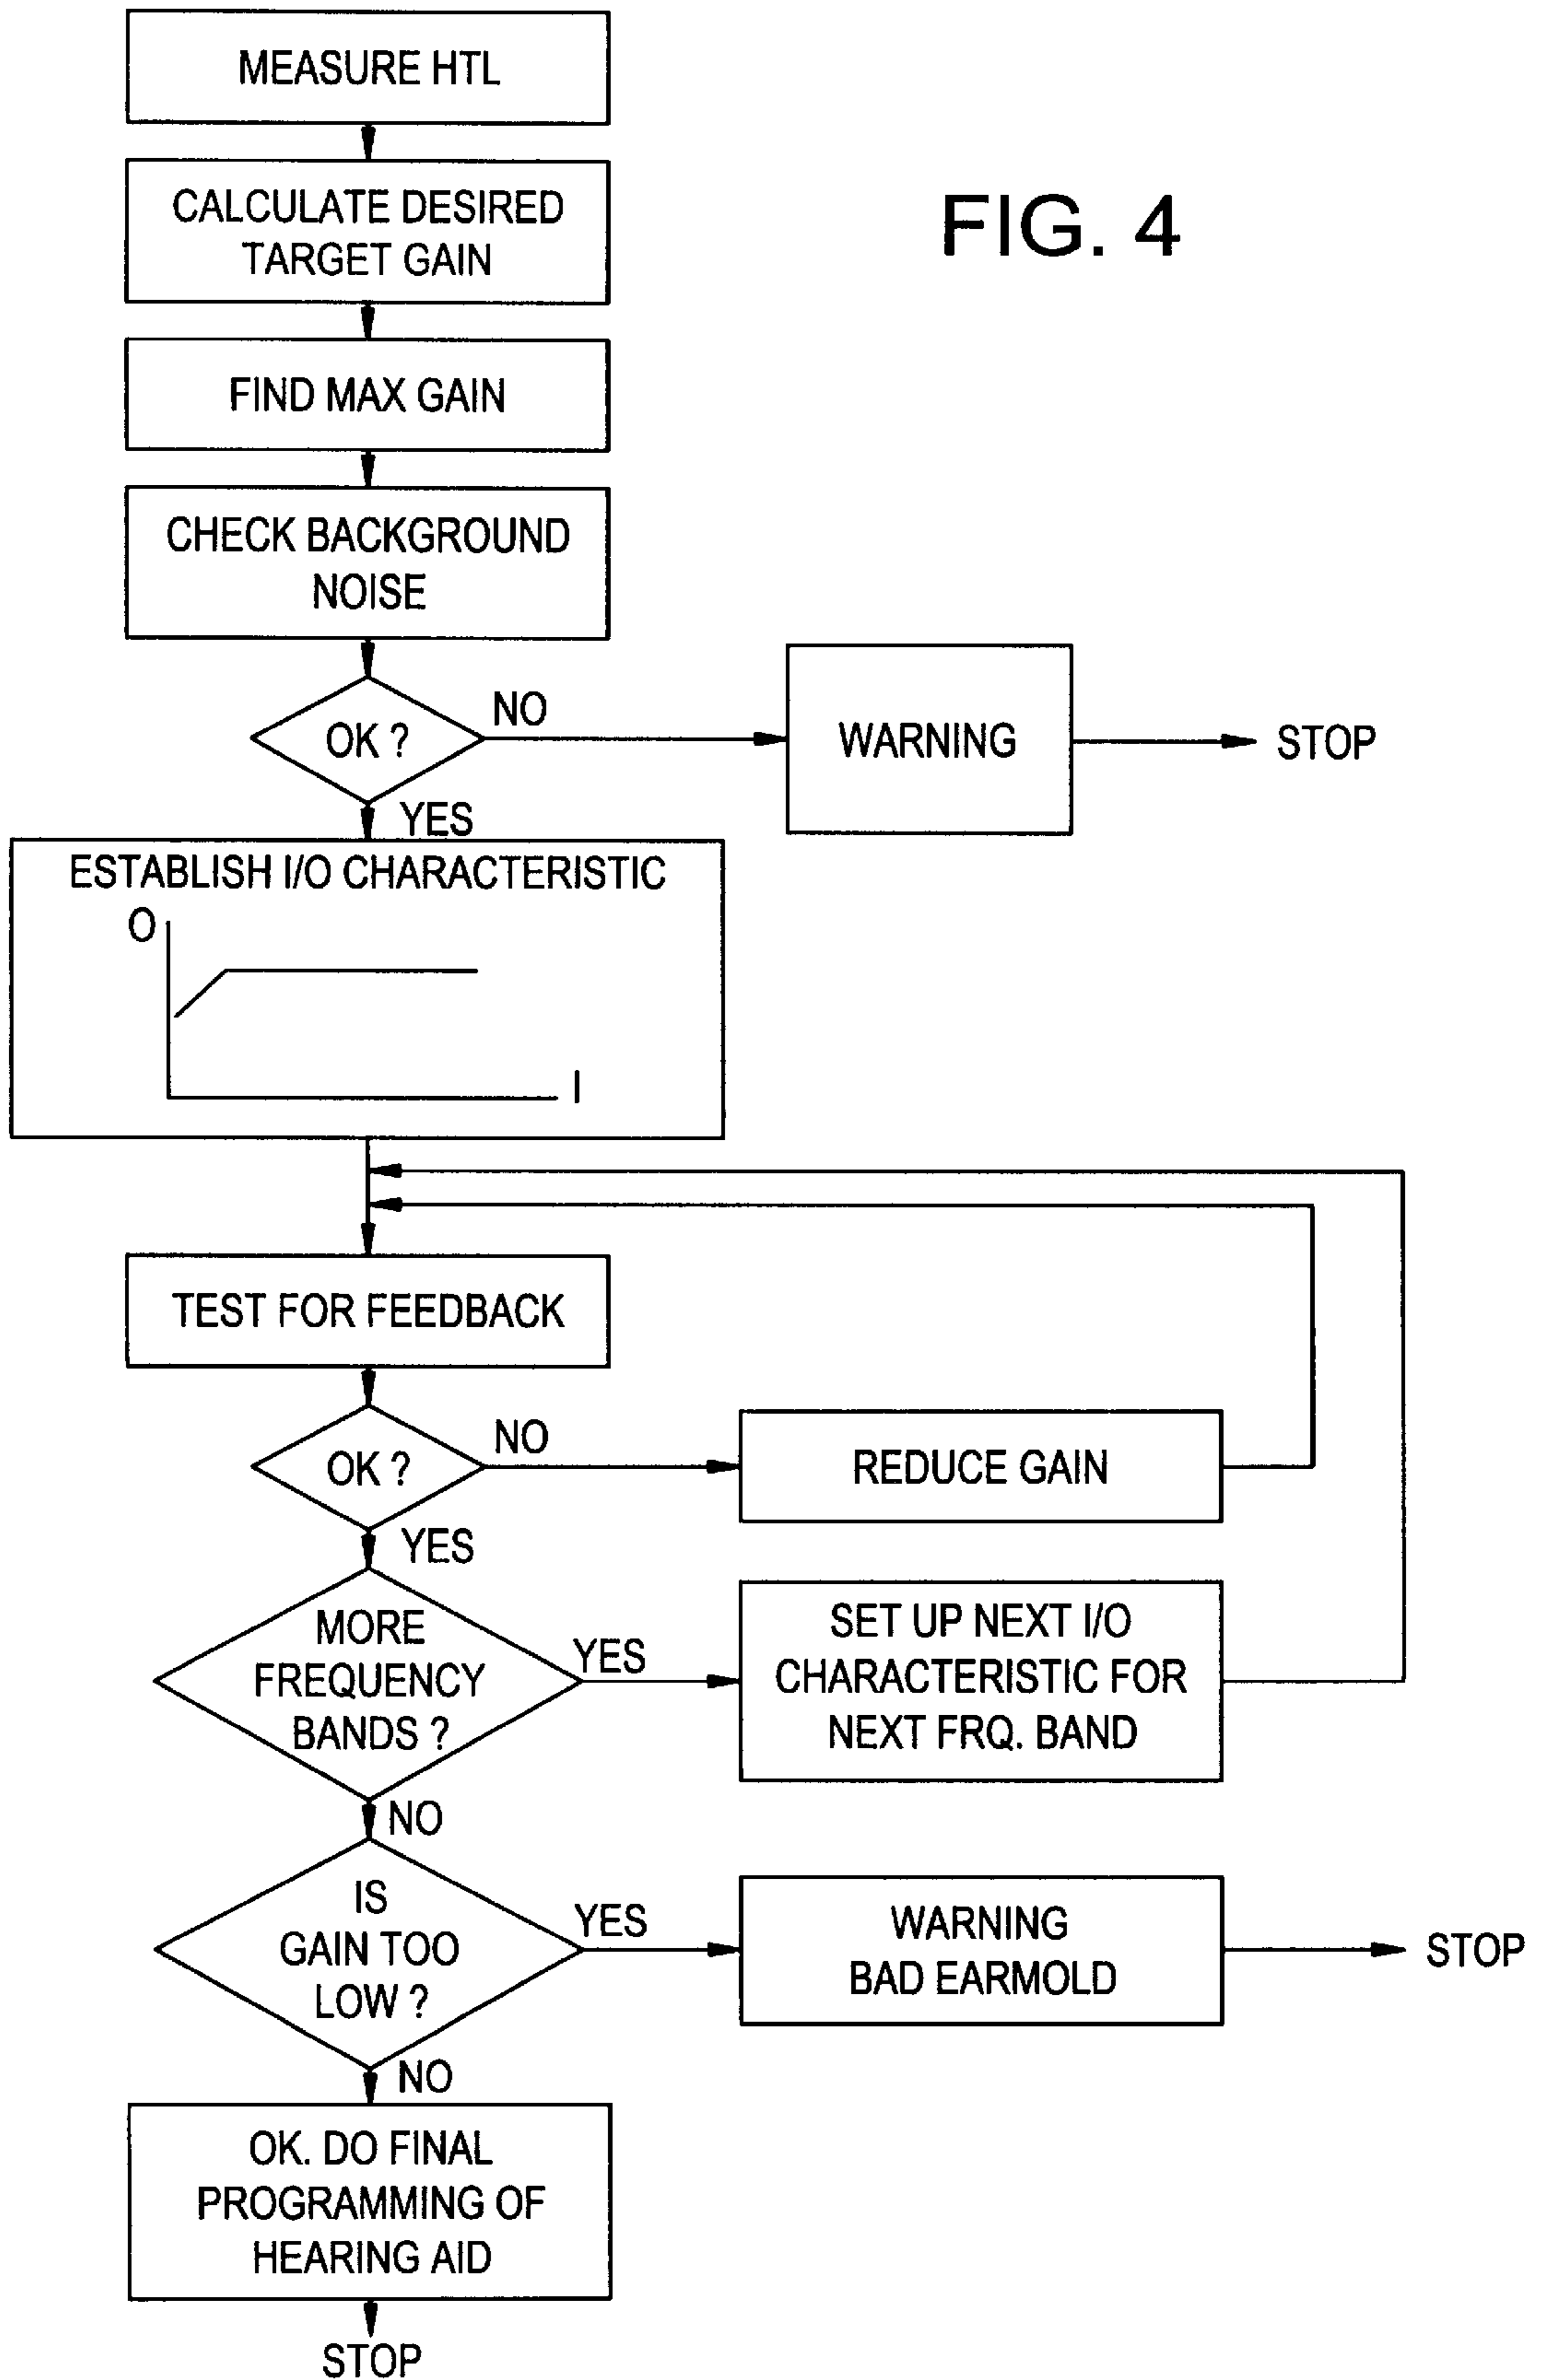 MEASURE HTL
CALCULATE DESIRED
TARGET GAIN
FIG. 4
FIND MAX GAIN
CHECK BACKGROUND
NOISE
OK ?
NO
WARNING
STOP
YES
ESTABLISH I/O CHARACTERISTIC
O
I
TEST FOR FEEDBACK
OK ?
NO
REDUCE GAIN
YES
MORE
FREQUENCY
BANDS ?
YES
SET UP NEXT I/O
CHARACTERISTIC FOR
NEXT FRQ. BAND
NO
IS
GAIN TOO
LOW ?
YES
WARNING
BAD EARMOLD
STOP
NO
OK. DO FINAL
PROGRAMMING OF
HEARING AID
STOP